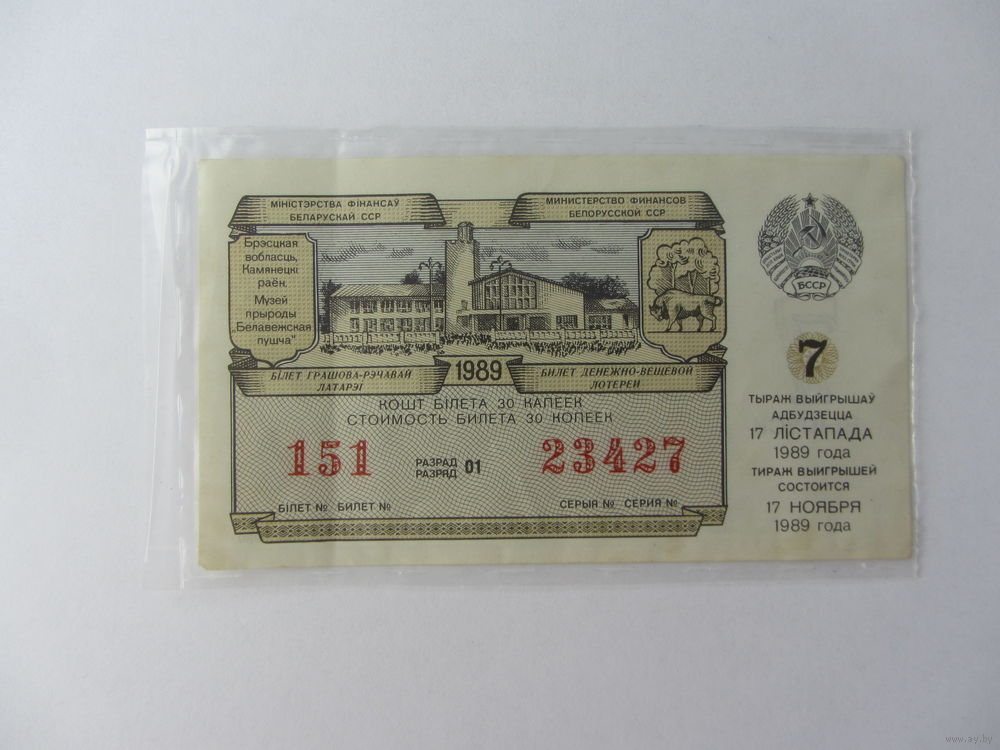 МІНІСТЭРСТВА ФІНАНСАЎ
БЕЛАРУСКАЙ ССР
МИНИСТЕРСТВО ФИНАНСОВ
БЕЛОРУССКОЙ ССР
Брэсцкая
вобласць,
Камянецкі
раён.
Музей
прыроды
„Белавежская
пушча“
БССР
БІЛЕТ ГРАШОВА-РЭЧАВАЙ
ЛАТАРЭІ
1989
БИЛЕТ ДЕНЕЖНО-ВЕЩЕВОЙ
ЛОТЕРЕИ
КОШТ БІЛЕТА 30 КАПЕЕК
СТОИМОСТЬ БИЛЕТА 30 КОПЕЕК
151
РАЗРАД
РАЗРЯД
01
23427
БІЛЕТ № БИЛЕТ №
СЕРЫЯ № СЕРИЯ №
7
ТЫРАЖ ВЫЙГРЫШАЎ
АДБУДЗЕЦЦА
17 ЛІСТАПАДА
1989 года
ТИРАЖ ВЫИГРЫШЕЙ
СОСТОИТСЯ
17 НОЯБРЯ
1989 года
www.ay.by